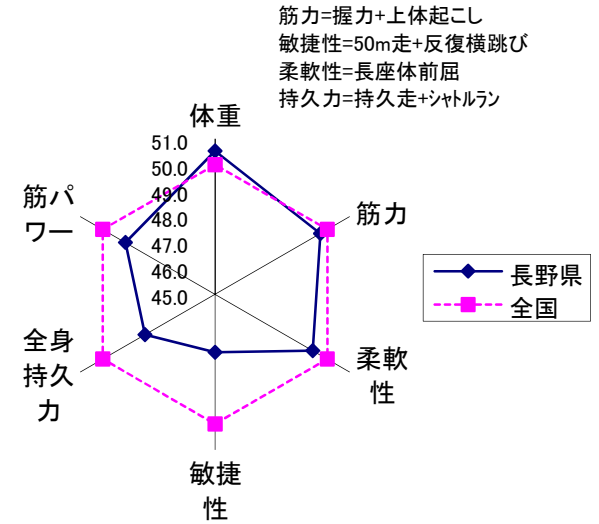 筋力=握力+上体起こし
敏捷性=50m走+反復横跳び
柔軟性=長座体前屈
持久力=持久走+シャトルラン
体重
51.0
50.0
49.0
48.0
47.0
46.0
45.0
筋パ
ワー
筋力
長野県
全国
全身
持久
力
柔軟
性
敏捷
性